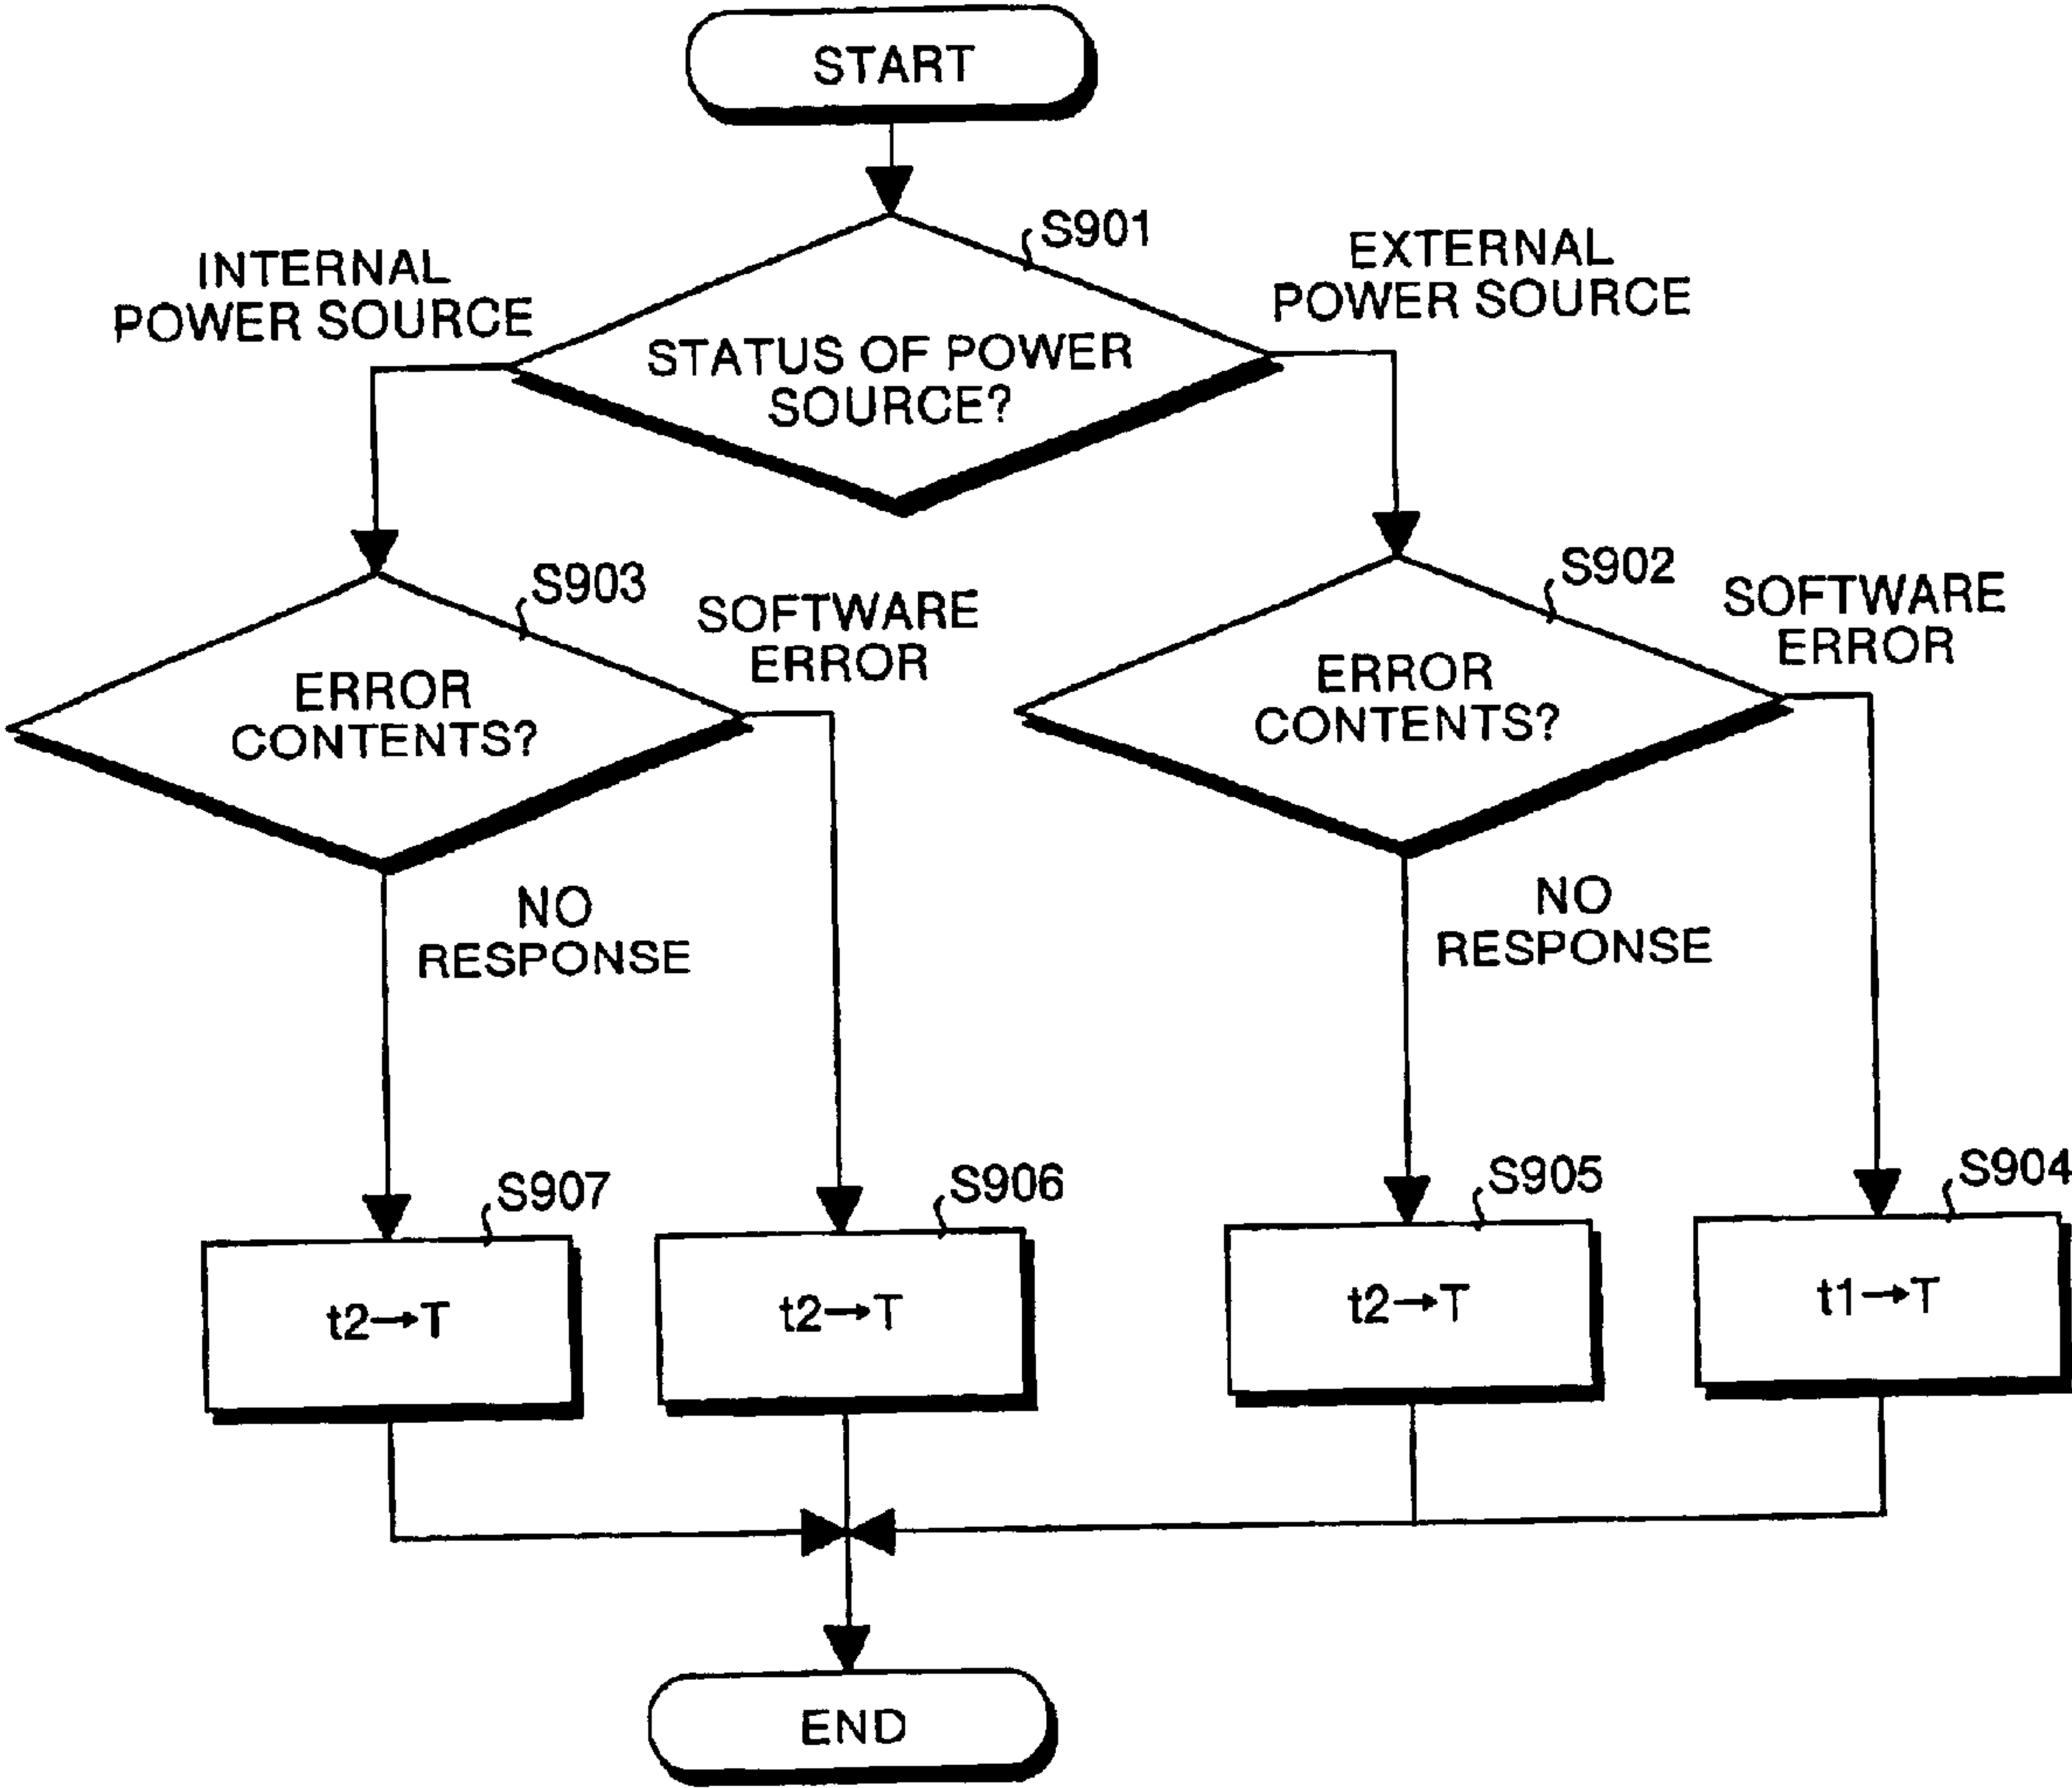 START
S901
INTERNAL
POWER SOURCE
EXTERNAL
POWER SOURCE
STATUS OF POWER
SOURCE?
S903
SOFTWARE
ERROR
S902
SOFTWARE
ERROR
ERROR
CONTENTS?
ERROR
CONTENTS?
NO
RESPONSE
NO
RESPONSE
S907
S906
S905
S904
t2→T
t2→T
t2→T
t1→T
END